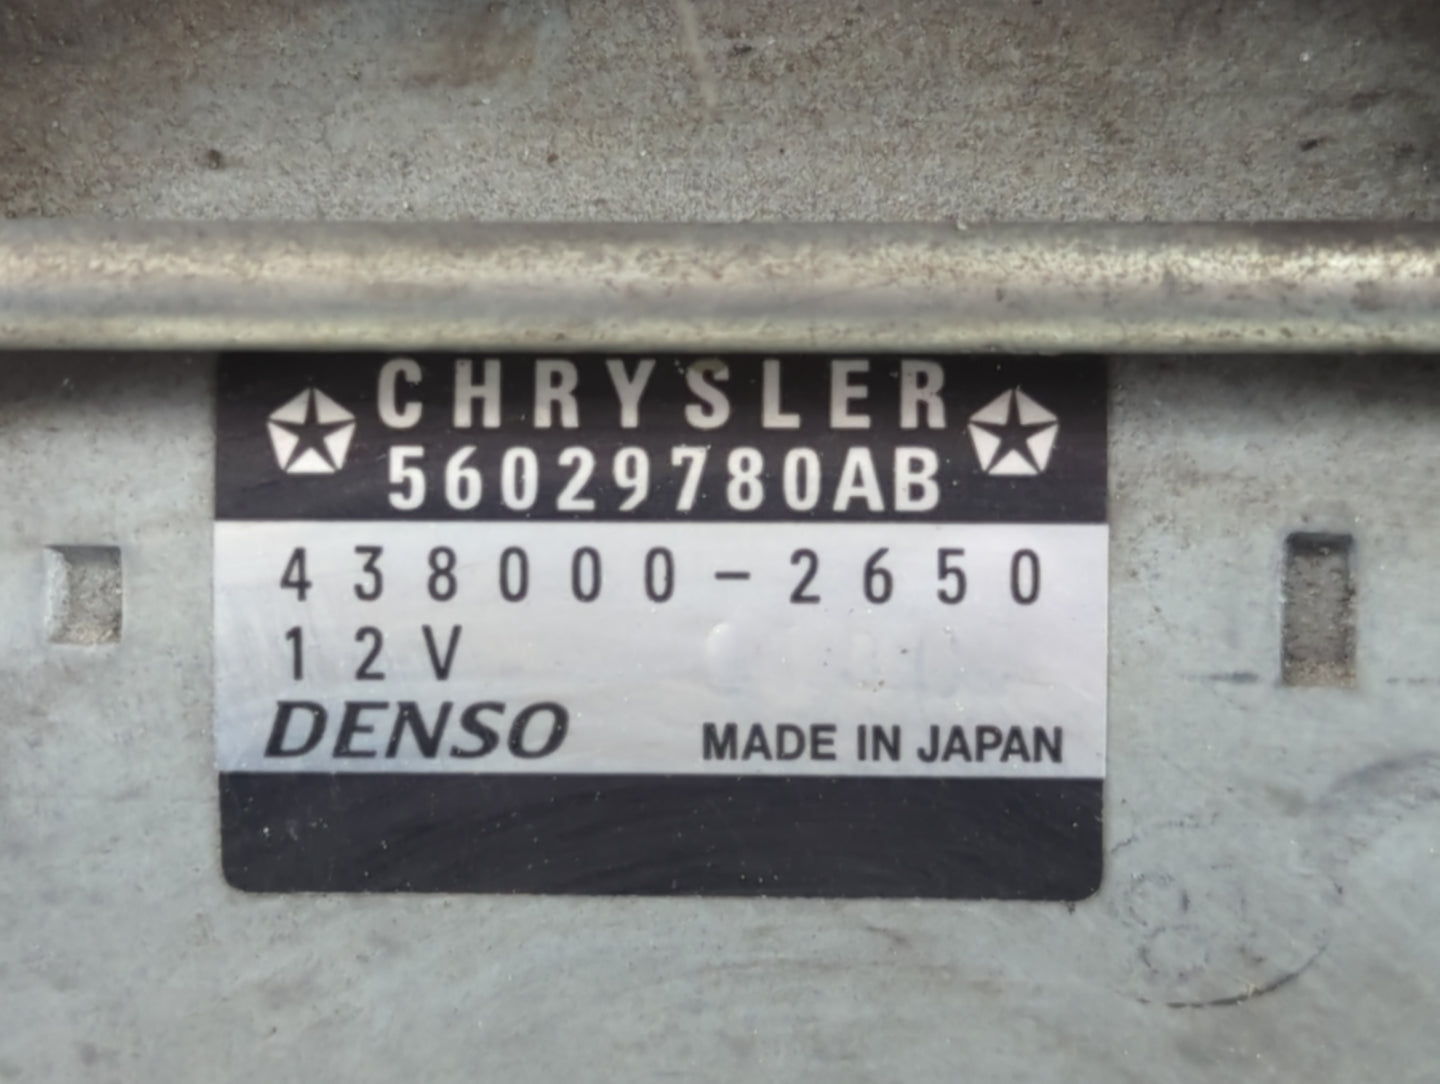 CHRYSLER
56029780AB
438000-2650
12V
DENSO MADE IN JAPAN